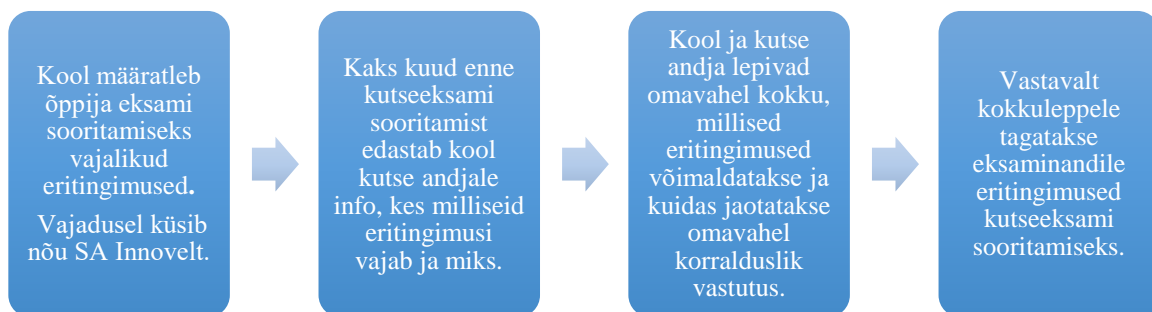 Kool määratleb
õppija eksami
sooritamiseks
vajalikud
eritingimused.
Vajadusel küsib
nõu SA Innovelt.
Kaks kuud enne
kutseeksami
sooritamist
edastab kool
kutse andjale
info, kes milliseid
eritingimusi
vajab ja miks.
Kool ja kutse
andja lepivad
omavahel kokku,
millised
eritingimused
võimaldatakse ja
kuidas jaotatakse
omavahel
korralduslik
vastutus.
Vastavalt
kokkuleppele
tagatakse
eksaminandile
eritingimused
kutseeksami
sooritamiseks.